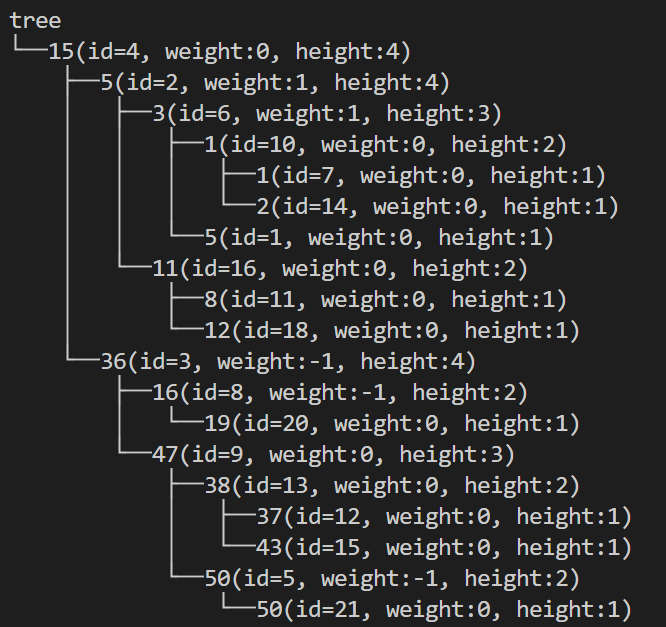 tree
└──15(id=4, weight:0, height:4)
   ├──5(id=2, weight:1, height:4)
   │  ├──3(id=6, weight:1, height:3)
   │  │  ├──1(id=10, weight:0, height:2)
   │  │  │  ├──1(id=7, weight:0, height:1)
   │  │  │  └──2(id=14, weight:0, height:1)
   │  │  └──5(id=1, weight:0, height:1)
   │  └──11(id=16, weight:0, height:2)
   │     ├──8(id=11, weight:0, height:1)
   │     └──12(id=18, weight:0, height:1)
   └──36(id=3, weight:-1, height:4)
      ├──16(id=8, weight:-1, height:2)
      │  └──19(id=20, weight:0, height:1)
      └──47(id=9, weight:0, height:3)
         ├──38(id=13, weight:0, height:2)
         │  ├──37(id=12, weight:0, height:1)
         │  └──43(id=15, weight:0, height:1)
         └──50(id=5, weight:-1, height:2)
            └──50(id=21, weight:0, height:1)